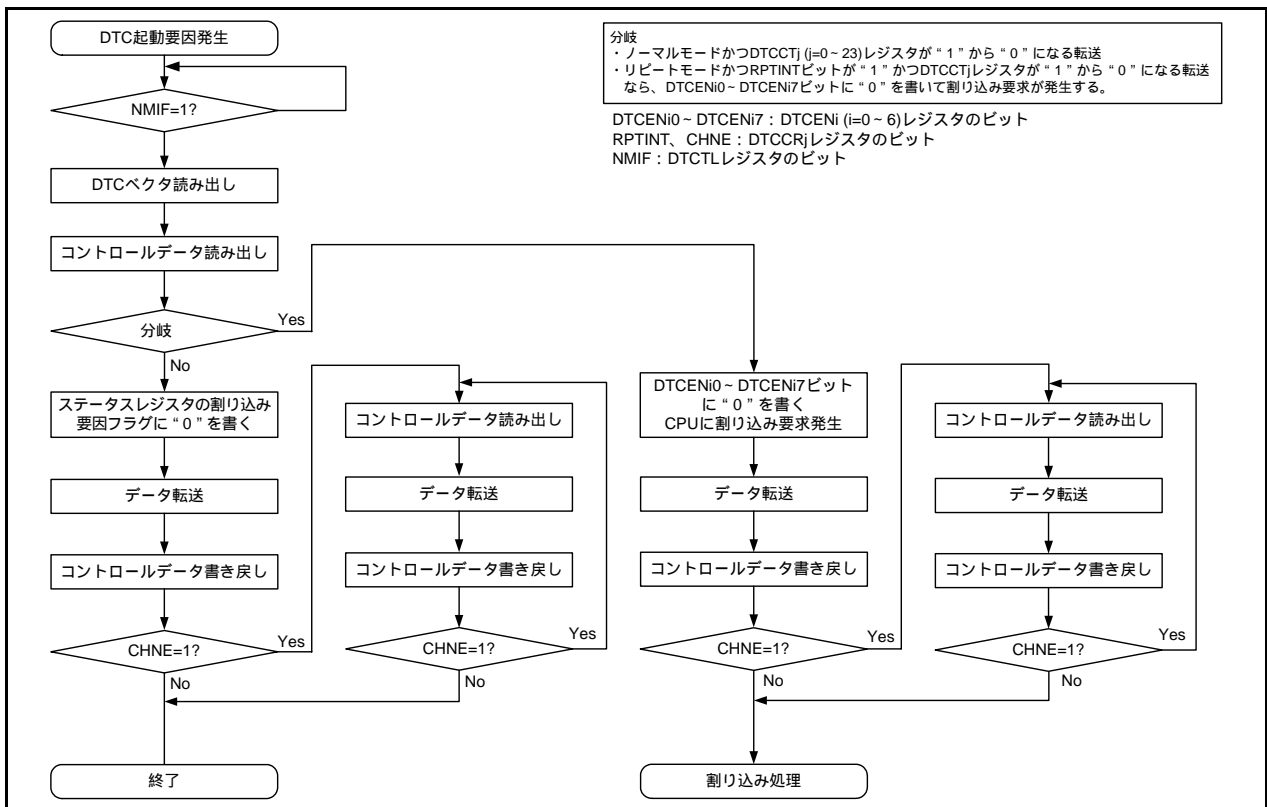 DTC起動要因発生
NMIF=1?
DTCベクタ読み出し
コントロールデータ読み出し
分岐
Yes
No
ステータスレジスタの割り込み
要因フラグに“0”を書く
データ転送
コントロールデータ書き戻し
CHNE=1?
Yes
No
終了
コントロールデータ読み出し
データ転送
コントロールデータ書き戻し
CHNE=1?
Yes
No
分岐
・ノーマルモードかつDTCCTj (j=0~23)レジスタが“1”から“0”になる転送
・リピートモードかつRPTINTビットが“1”かつDTCCTjレジスタが“1”から“0”になる転送
なら、DTCENi0~DTCENi7ビットに“0”を書いて割り込み要求が発生する。
DTCENi0~DTCENi7:DTCENi (i=0~6)レジスタのビット
RPTINT、CHNE:DTCCRjレジスタのビット
NMIF:DTCTLレジスタのビット
DTCENi0~DTCENi7ビット
に“0”を書く
CPUに割り込み要求発生
データ転送
コントロールデータ書き戻し
CHNE=1?
Yes
No
割り込み処理
コントロールデータ読み出し
データ転送
コントロールデータ書き戻し
CHNE=1?
Yes
No